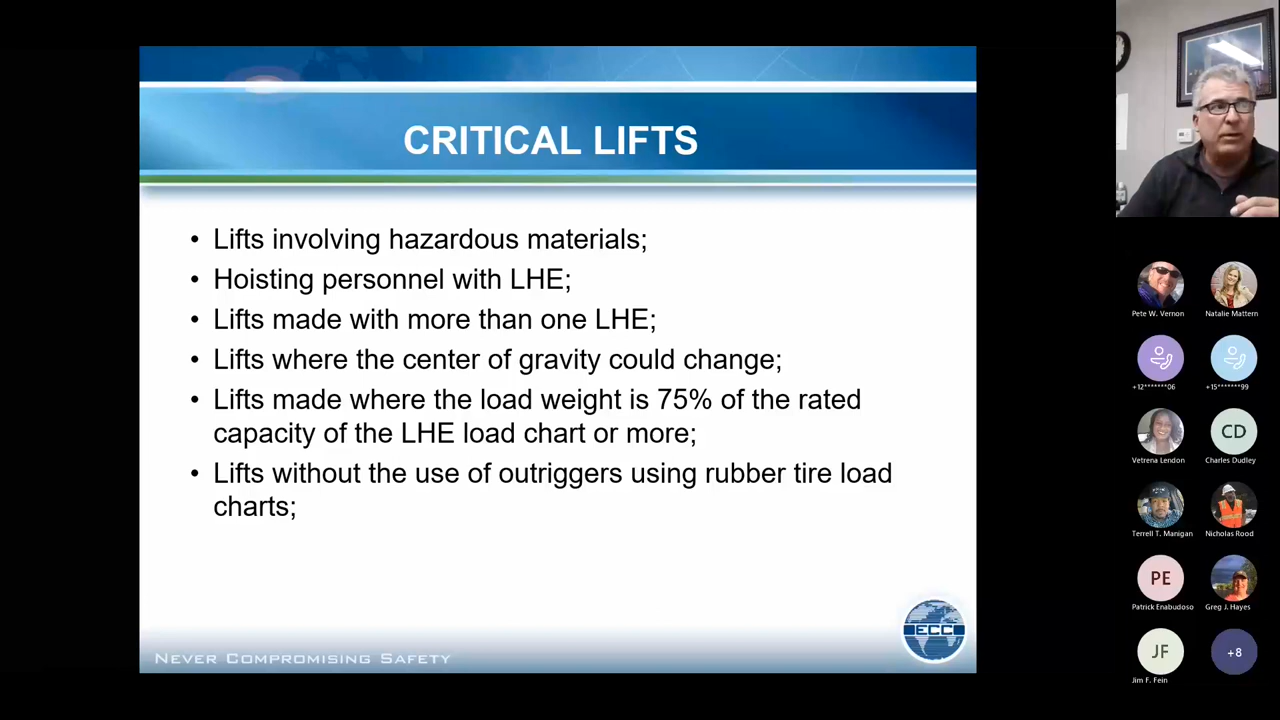 CRITICAL LIFTS
• Lifts involving hazardous materials;
• Hoisting personnel with LHE;
• Lifts made with more than one LHE;
• Lifts where the center of gravity could change;
• Lifts made where the load weight is 75% of the rated
capacity of the LHE load chart or more;
• Lifts without the use of outriggers using rubber tire load
charts;
NEVER COMPROMISING SAFETY
ECC
Pete W. Vernon
Natalie Mattern
+12*******06
+15*******99
Vetrena Lendon
CD
Charles Dudley
Terrell T. Manigan
Nicholas Rood
PE
Patrick Enabudoso
Greg J. Hayes
JF
Jim F. Fein
+8